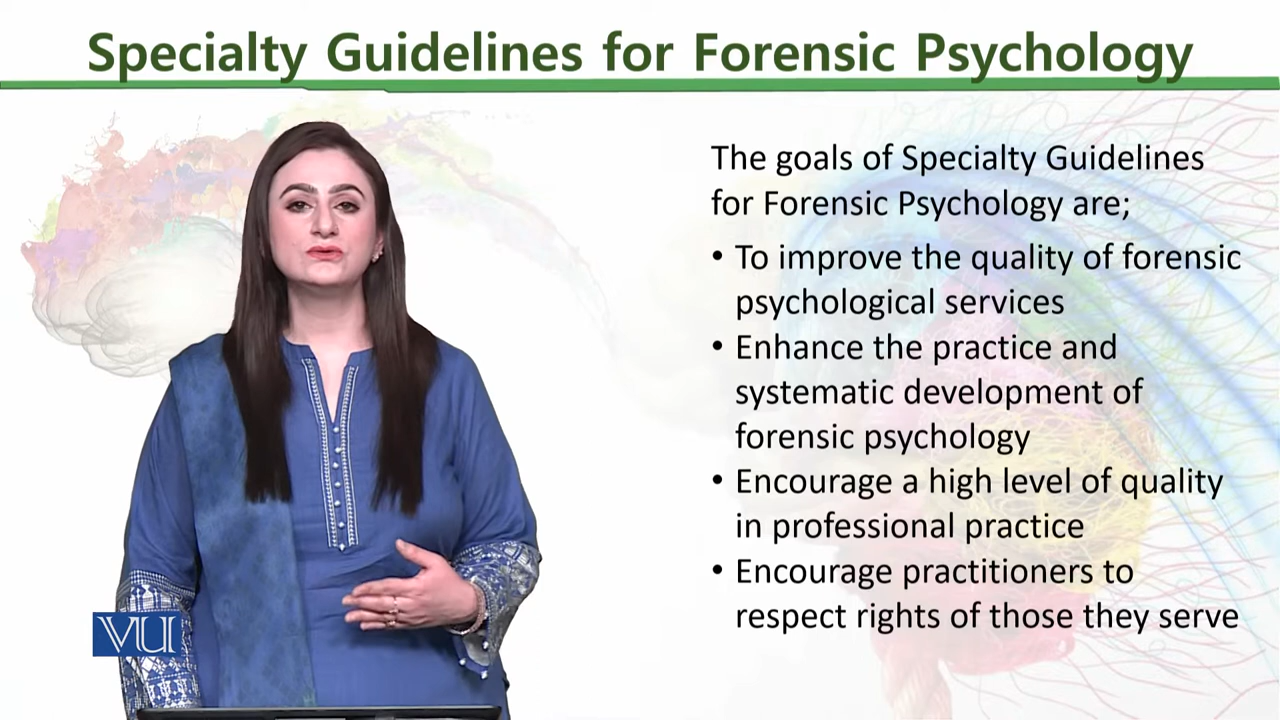 Specialty Guidelines for Forensic Psychology
The goals of Specialty Guidelines
for Forensic Psychology are;
• To improve the quality of forensic
psychological services
• Enhance the practice and
systematic development of
forensic psychology
• Encourage a high level of quality
in professional practice
• Encourage practitioners to
respect rights of those they serve
VU